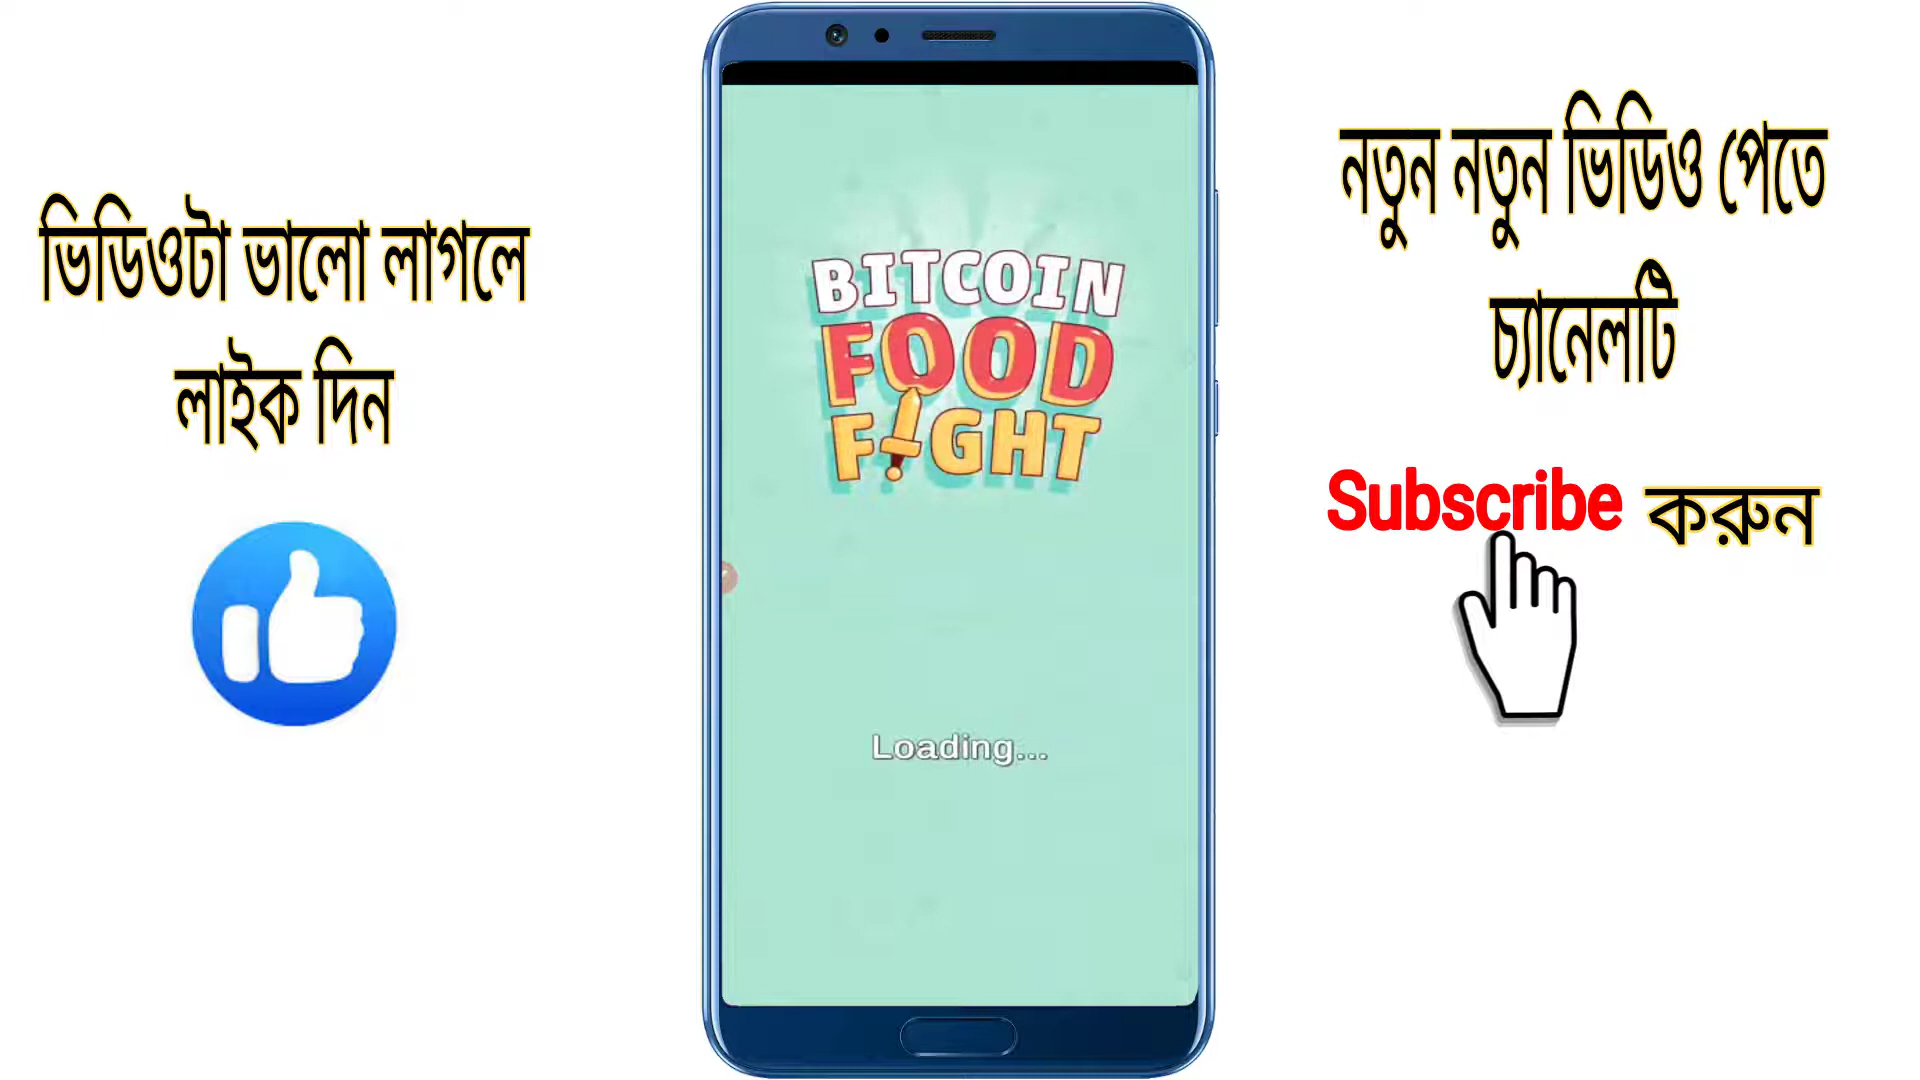 ভিডিওটা ভালো লাগলে
লাইক দিন
BITCOIN
FOOD
FIGHT
Loading...
নতুন নতুন ভিডিও পেতে
চ্যানেলটি
Subscribe করুন